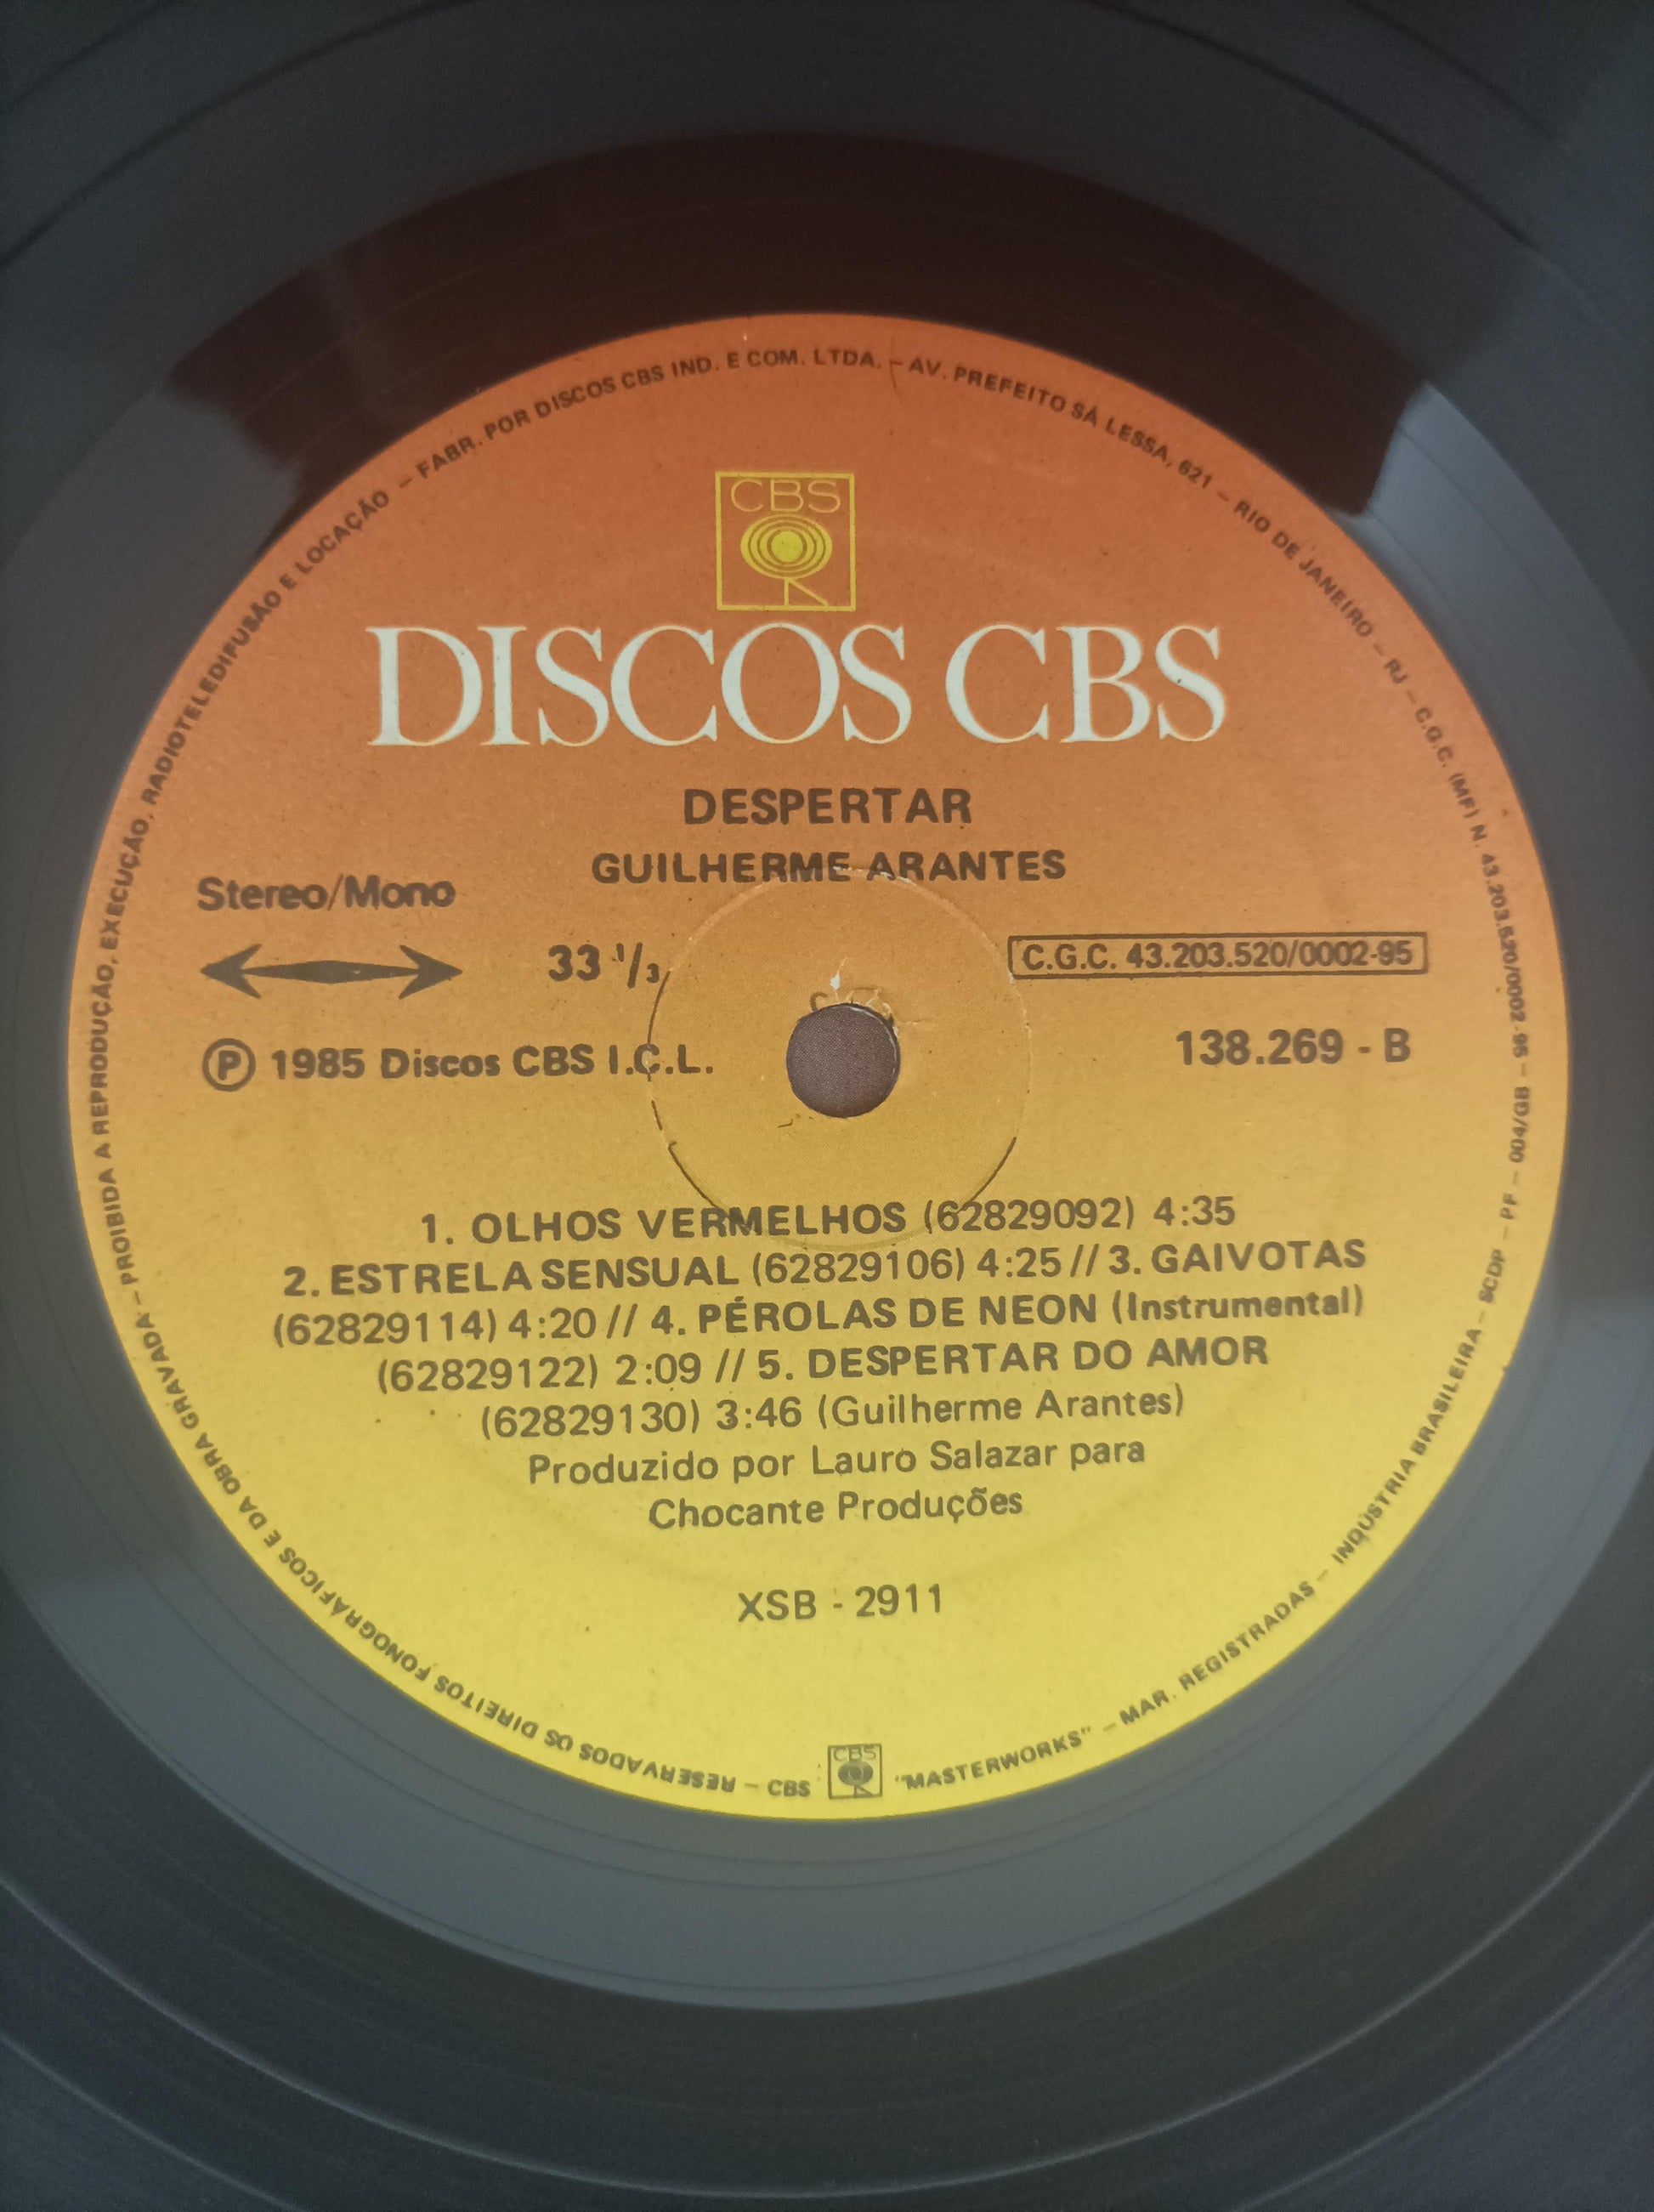 CBS
DISCOS CBS
DESPERTAR
GUILHERME ARANTES
Stereo/Mono
33 1/3
C.G.C. 43.203.520/0002-95
Ⓟ 1985 Discos CBS I.C.L.
138.269 - B
1. OLHOS VERMELHOS (62829092) 4:35
2. ESTRELA SENSUAL (62829106) 4:25 // 3. GAIVOTAS
(62829114) 4:20 // 4. PÉROLAS DE NEON (Instrumental)
(62829122) 2:09 // 5. DESPERTAR DO AMOR
(62829130) 3:46 (Guilherme Arantes)
Produzido por Lauro Salazar para
Chocante Produções
XSB - 2911
CBS – RESERVADOS OS DIREITOS FONOGRÁFICOS E DA OBRA GRAVADA – PROIBIDA A REPRODUÇÃO, EXECUÇÃO, RADIOTELEDIFUSÃO E LOCAÇÃO – FABR. POR DISCOS CBS IND. E COM. LTDA. – AV. PREFEITO SÁ LESSA, 621 – RIO DE JANEIRO – RJ – C.G.C. (MF) N. 43.203.520/0002-95 – PF – 004/GB – SCDP – INDÚSTRIA BRASILEIRA – MAR. REGISTRADAS – "MASTERWORKS"
CBS